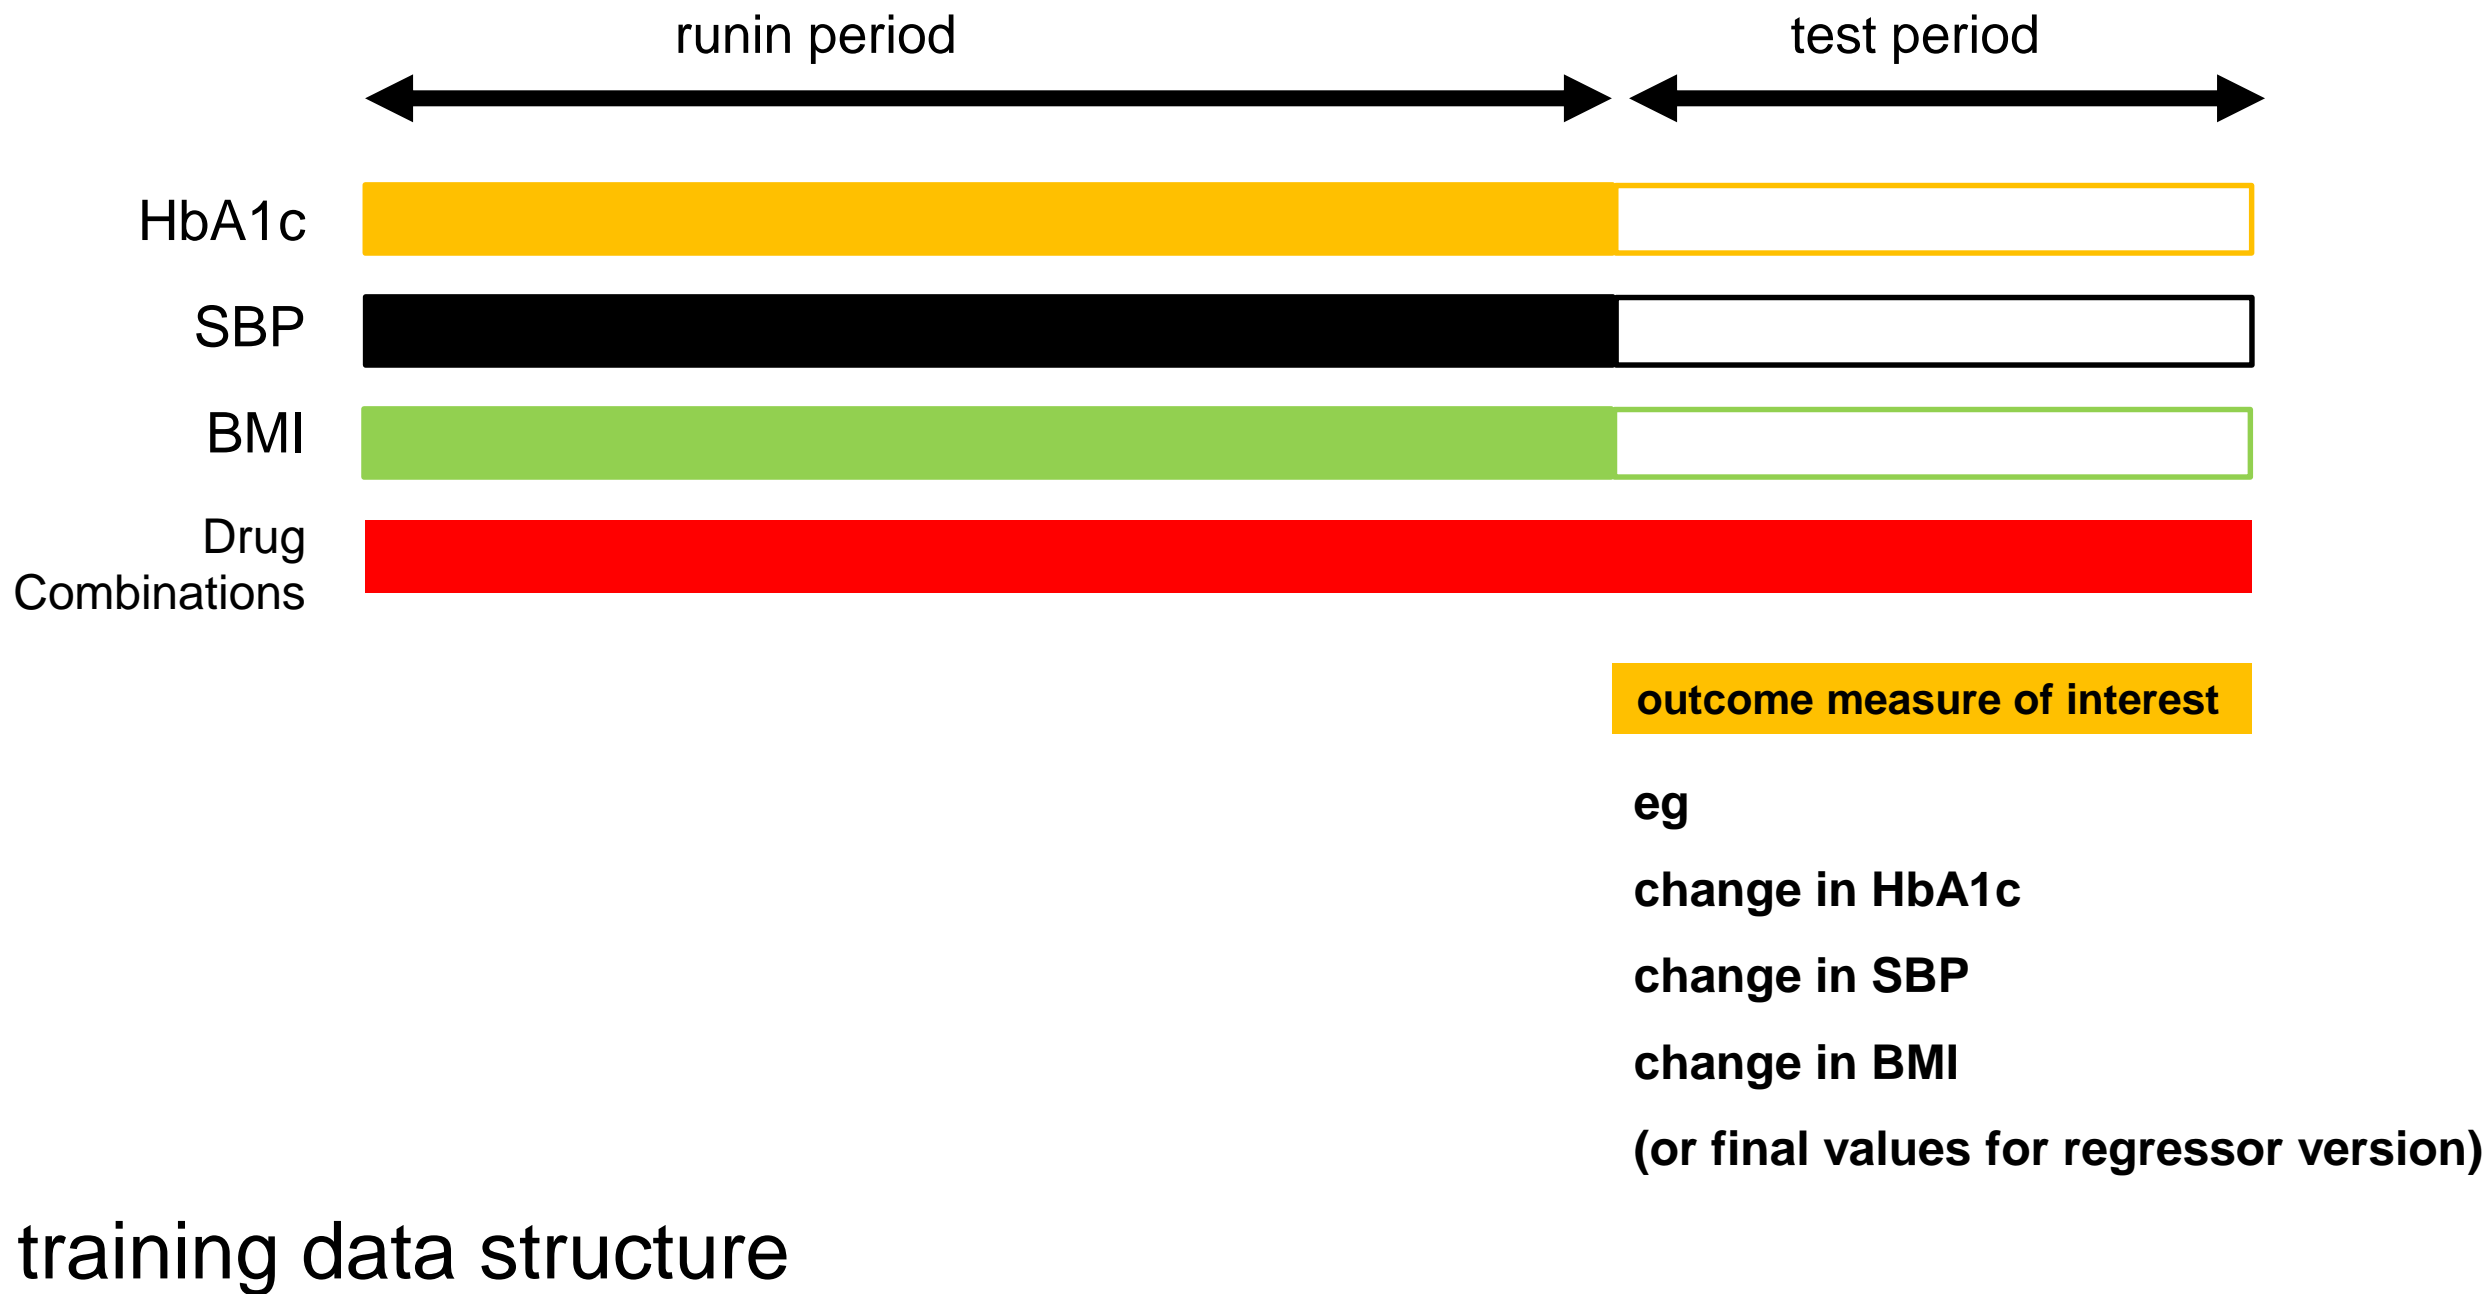 runin period
test period
HbA1c
SBP
BMI
Drug
Combinations
outcome measure of interest
eg
change in HbA1c
change in SBP
change in BMI
(or final values for regressor version)
training data structure